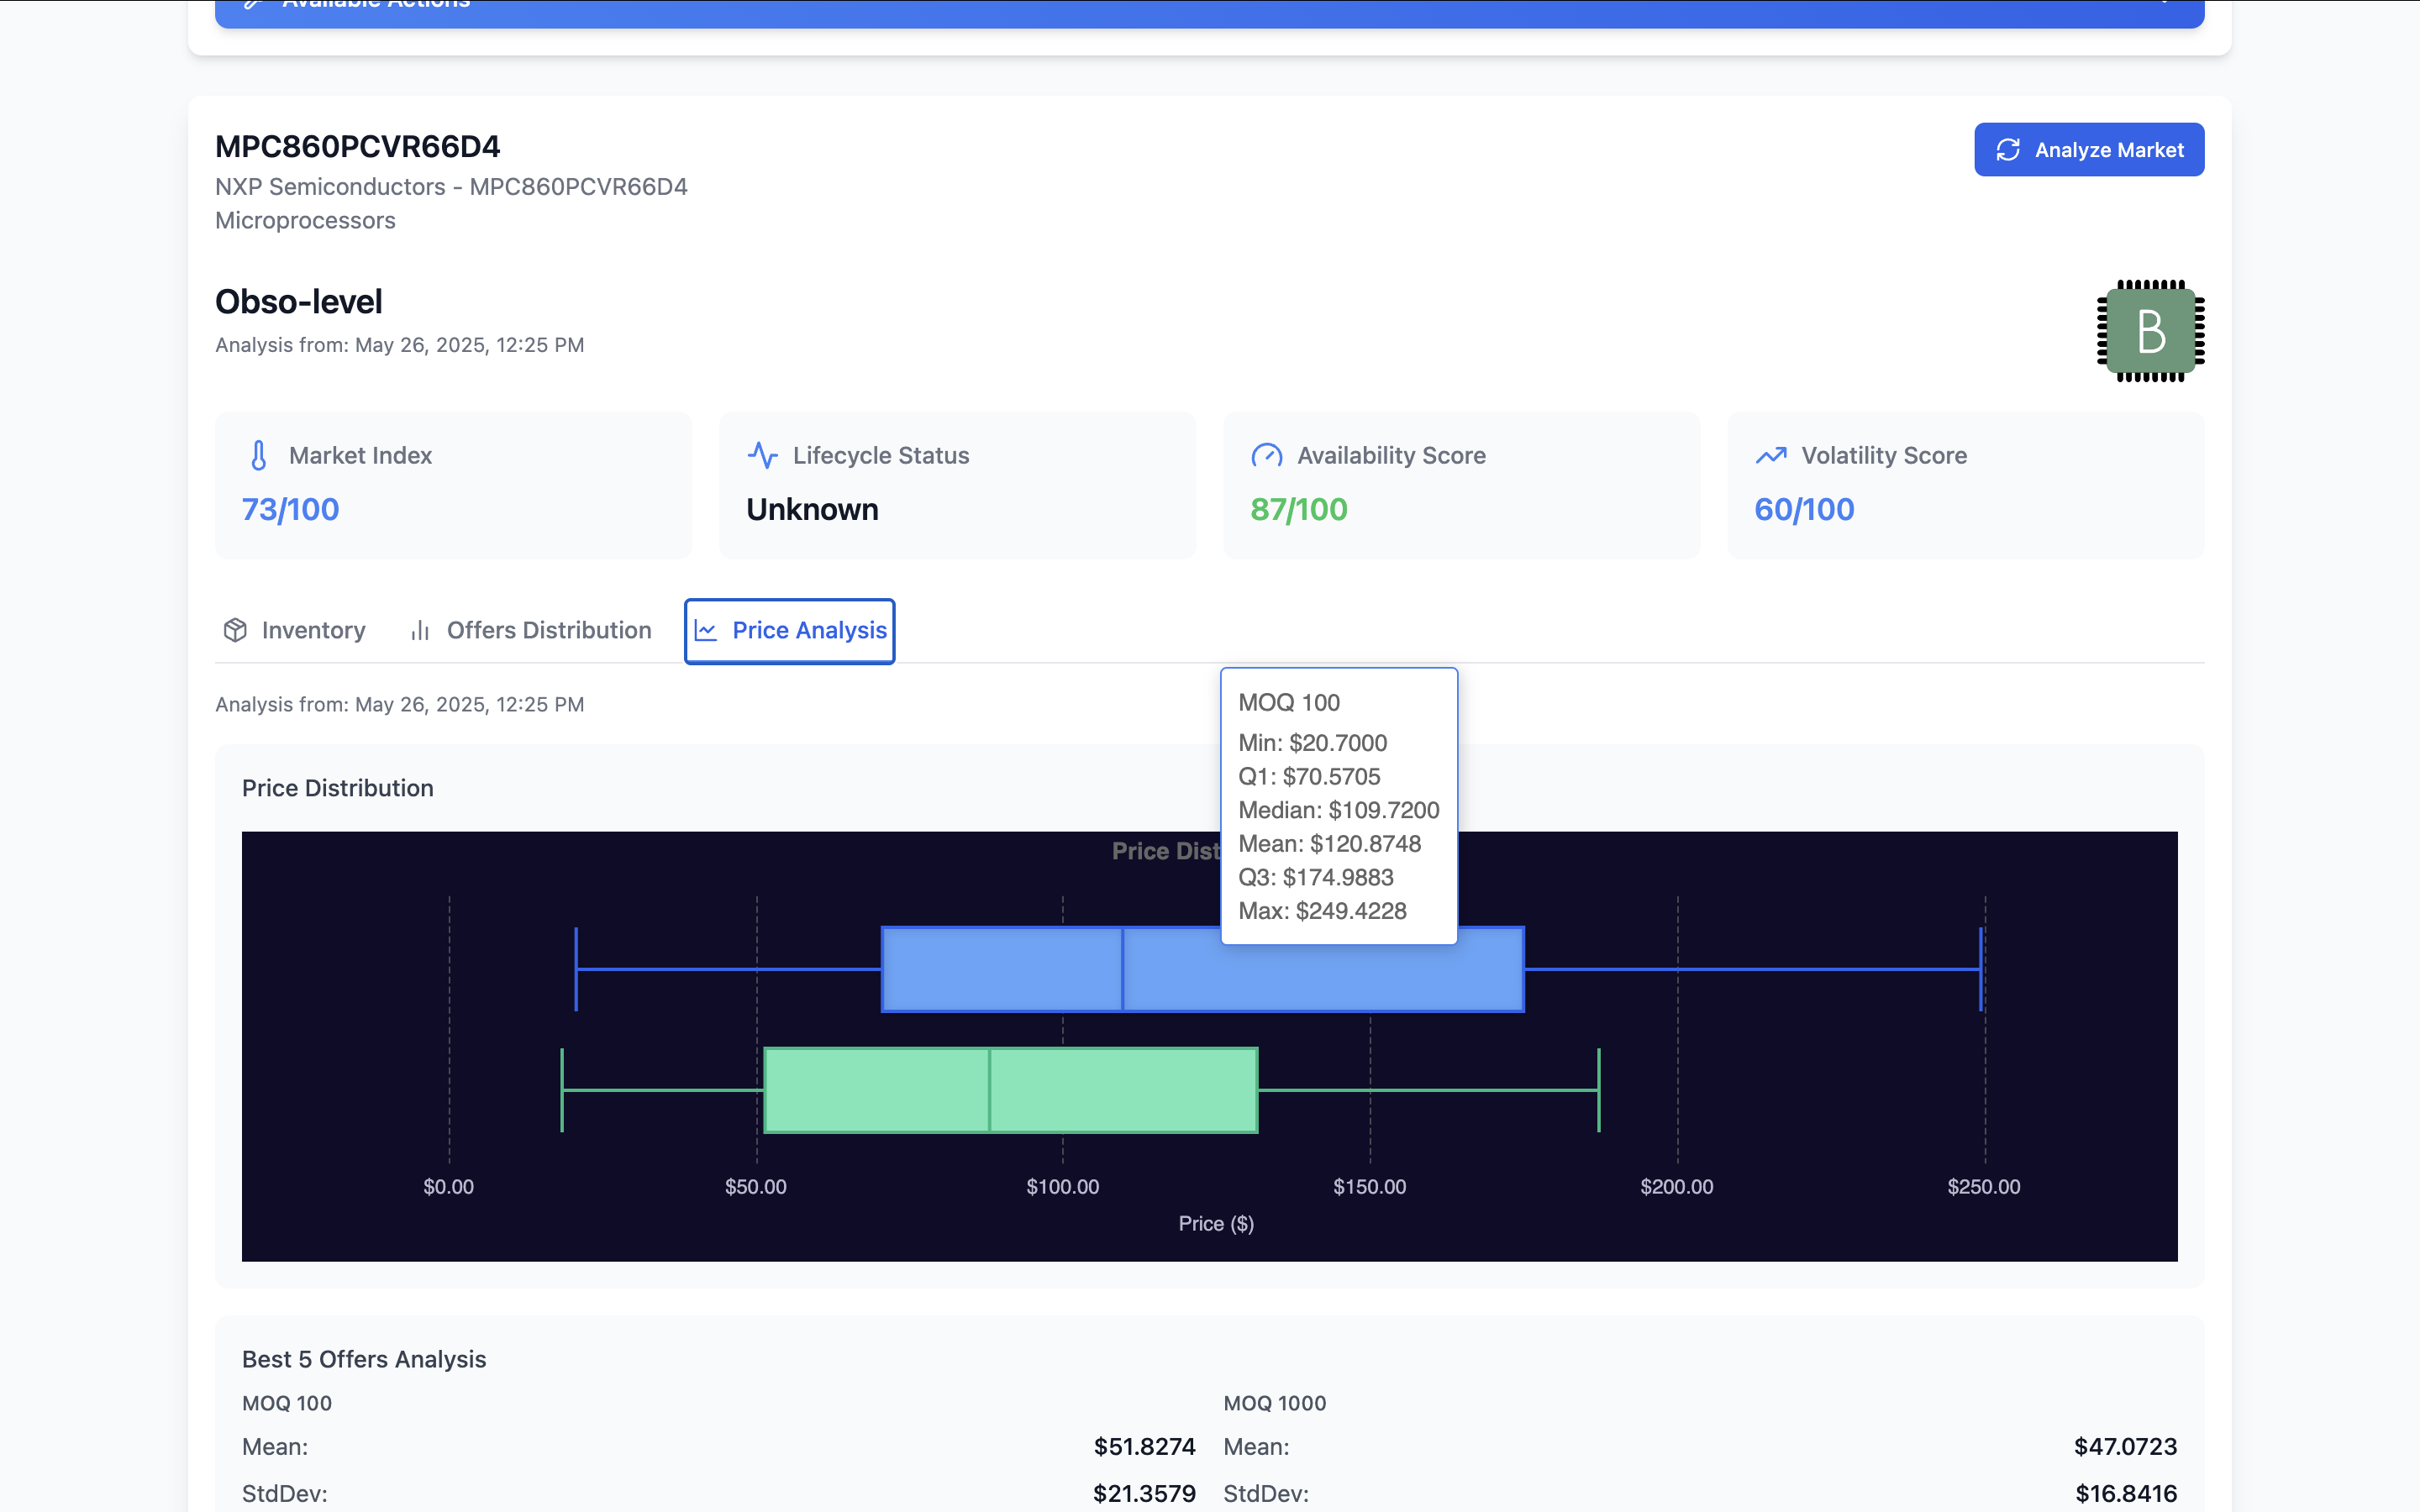 Available Actions
MPC860PCVR66D4
Analyze Market
NXP Semiconductors - MPC860PCVR66D4
Microprocessors
Obso-level
Analysis from: May 26, 2025, 12:25 PM
B
Market Index
73/100
Lifecycle Status
Unknown
Availability Score
87/100
Volatility Score
60/100
Inventory
Offers Distribution
Price Analysis
Analysis from: May 26, 2025, 12:25 PM
Price Distribution
MOQ 100
Min: $20.7000
Q1: $70.5705
Median: $109.7200
Mean: $120.8748
Q3: $174.9883
Max: $249.4228
Price Dist
$0.00 $50.00 $100.00 $150.00 $200.00 $250.00
Price ($)
Best 5 Offers Analysis
MOQ 100
Mean: $51.8274
StdDev: $21.3579
MOQ 1000
Mean: $47.0723
StdDev: $16.8416